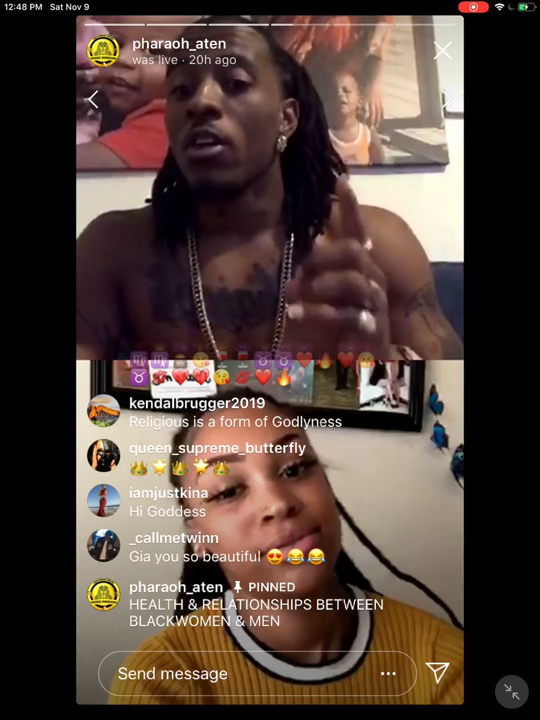 12:48 PM Sat Nov 9
pharaoh_aten
was live · 20h ago
kendalbrugger2019
Religious is a form of Godlyness
queen_supreme_butterfly
👑🌟👑🌟👑
iamjustkina
Hi Goddess
_callmetwinn
Gia you so beautiful 😍😂😂
pharaoh_aten PINNED
HEALTH & RELATIONSHIPS BETWEEN
BLACKWOMEN & MEN
Send message